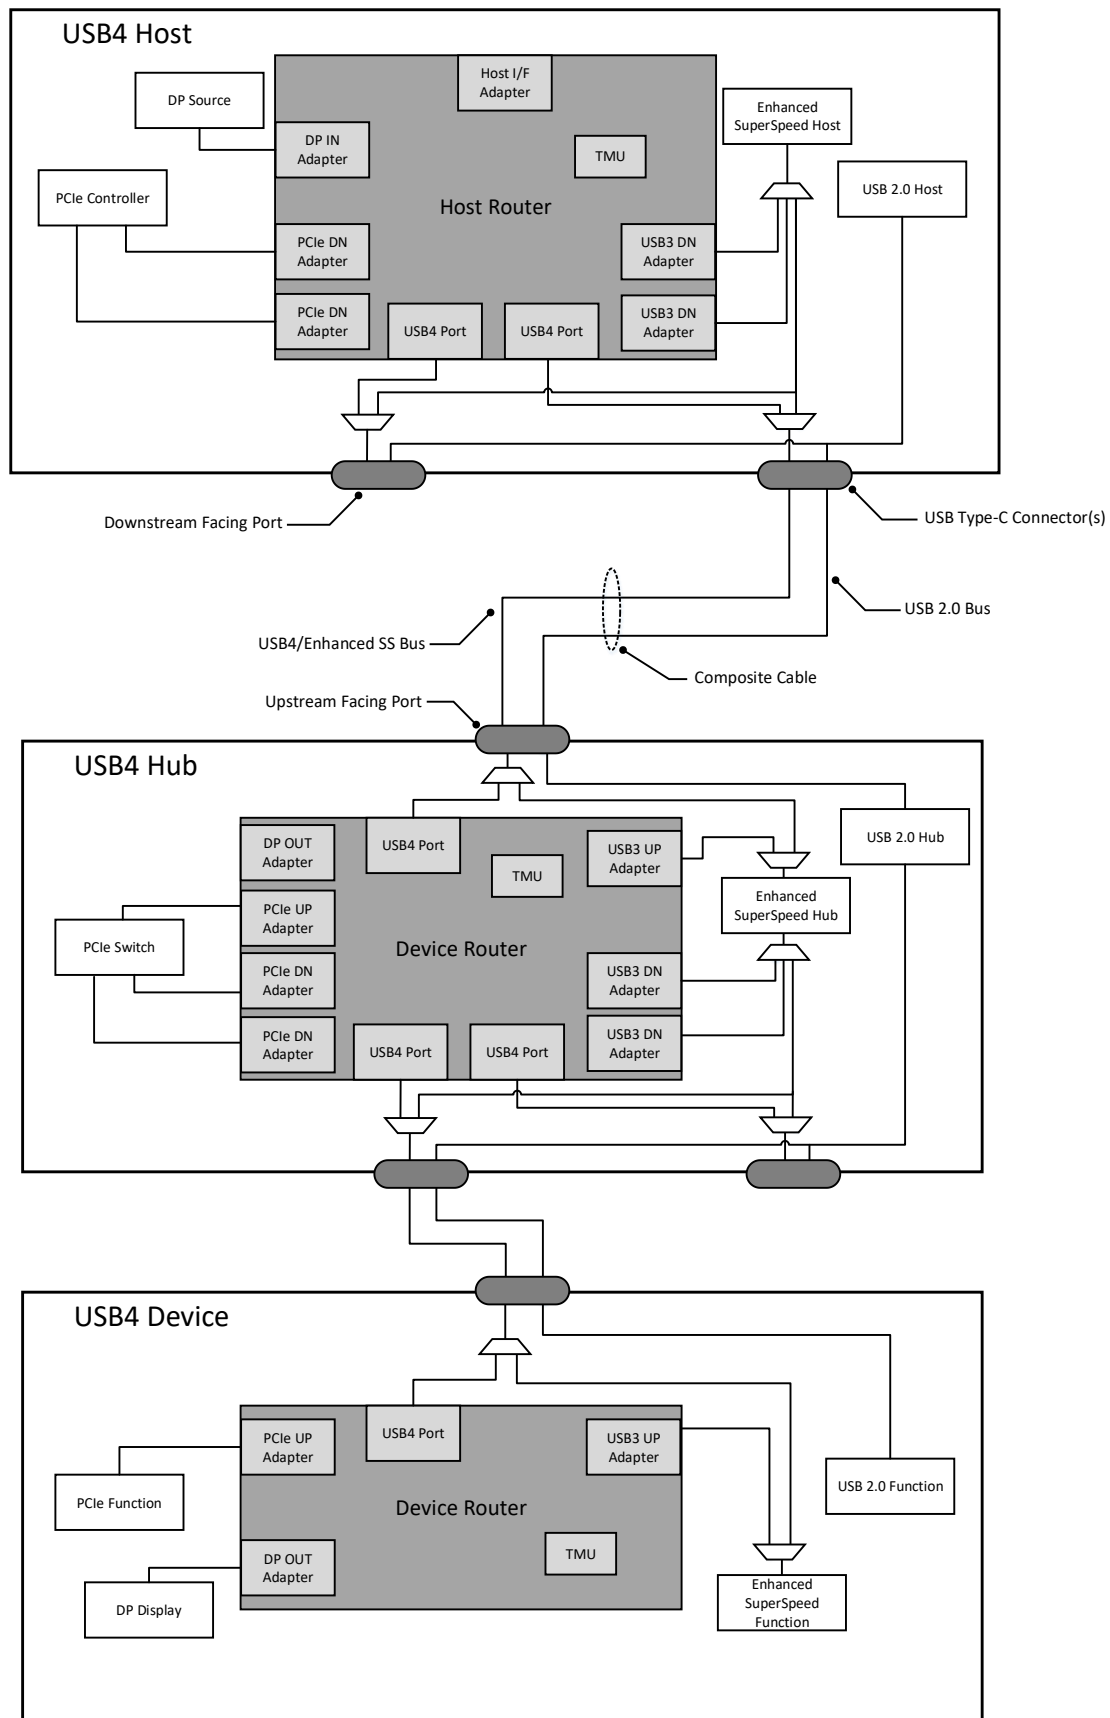 USB4 Host
Host I/F
Adapter
DP Source
Enhanced
SuperSpeed Host
DP IN
Adapter
TMU
PCIe Controller
USB 2.0 Host
Host Router
PCIe DN
Adapter
USB3 DN
Adapter
PCIe DN
Adapter
USB4 Port
USB4 Port
USB3 DN
Adapter
Downstream Facing Port
USB Type-C Connector(s)
USB 2.0 Bus
USB4/Enhanced SS Bus
Composite Cable
Upstream Facing Port
USB4 Hub
DP OUT
Adapter
USB4 Port
USB3 UP
Adapter
USB 2.0 Hub
TMU
PCIe UP
Adapter
Enhanced
SuperSpeed Hub
PCIe Switch
Device Router
PCIe DN
Adapter
USB3 DN
Adapter
PCIe DN
Adapter
USB4 Port
USB4 Port
USB3 DN
Adapter
USB4 Device
PCIe UP
Adapter
USB4 Port
USB3 UP
Adapter
PCIe Function
Device Router
USB 2.0 Function
DP OUT
Adapter
TMU
DP Display
Enhanced
SuperSpeed
Function